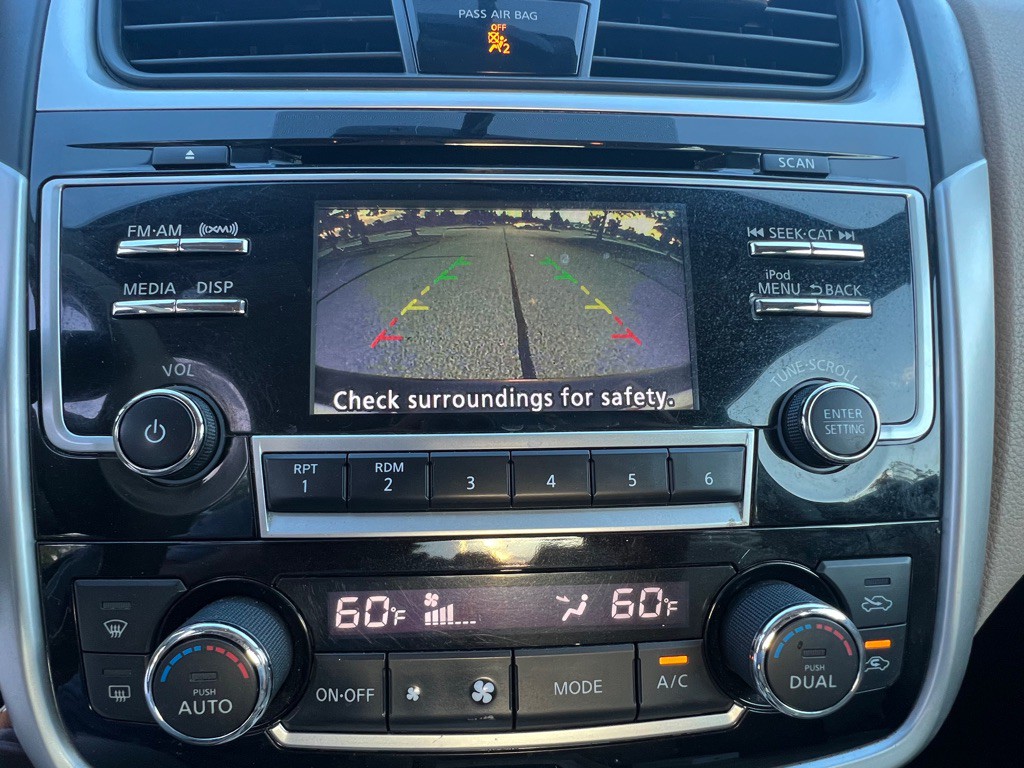 PASS AIR BAG
OFF
2
SCAN
FM·AM
((XM))
SEEK·CAT
MEDIA
DISP
iPod
MENU
BACK
VOL
TUNE·SCROLL
Check surroundings for safety.
ENTER
SETTING
RPT
1
RDM
2
3
4
5
6
60°F
60°F
PUSH
AUTO
ON·OFF
MODE
A/C
PUSH
DUAL